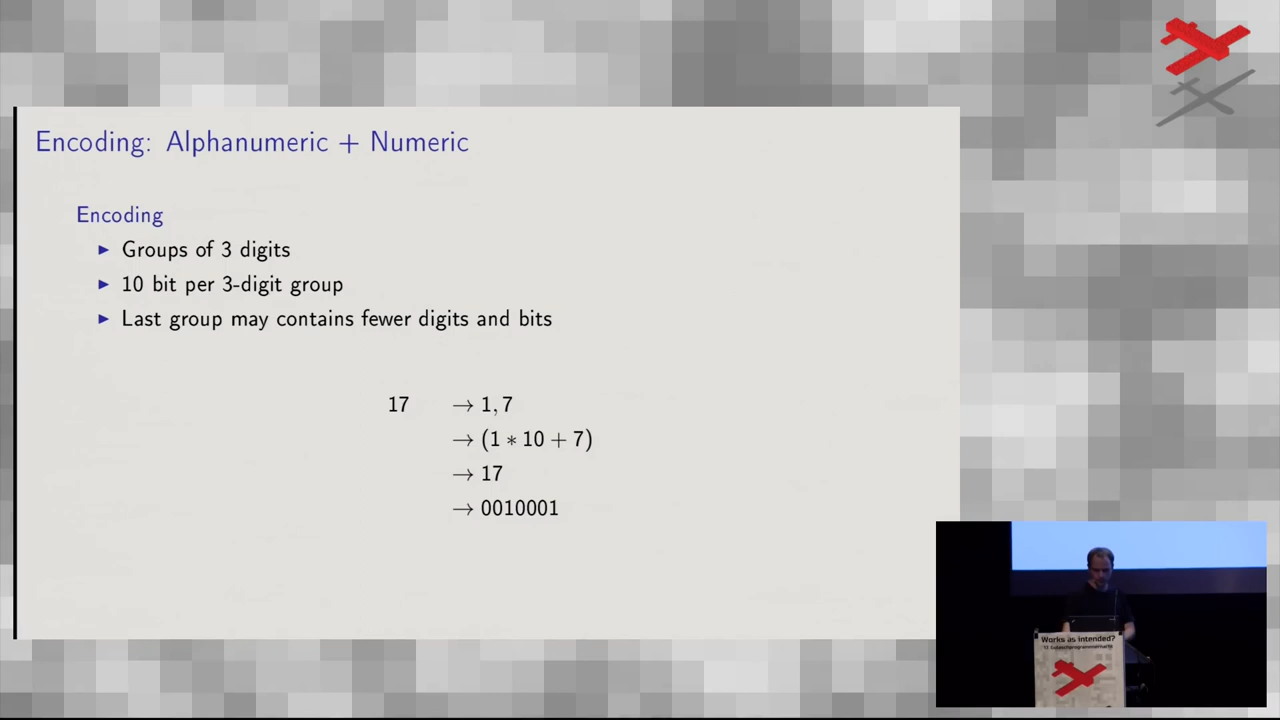 Encoding: Alphanumeric + Numeric
Encoding
▶ Groups of 3 digits
▶ 10 bit per 3-digit group
▶ Last group may contains fewer digits and bits
17 → 1, 7
→ (1 * 10 + 7)
→ 17
→ 0010001
Works as intended?